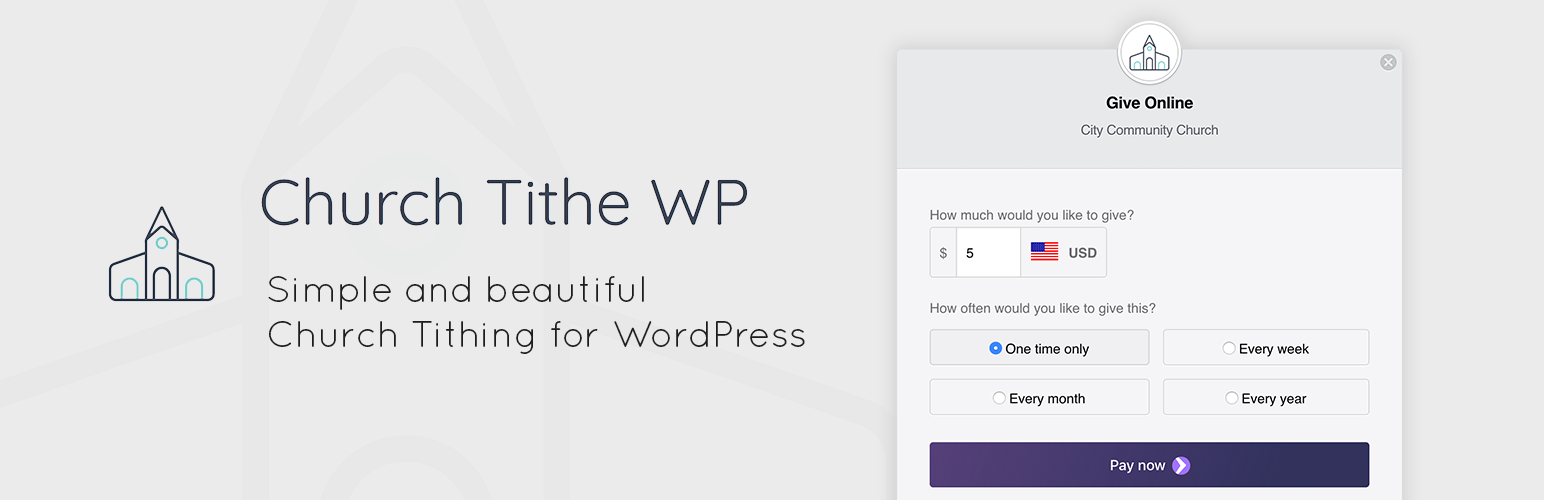 Church Tithe WP
Simple and beautiful
Church Tithing for WordPress
Give Online
City Community Church
How much would you like to give?
$ 5 USD
How often would you like to give this?
One time only Every week
Every month Every year
Pay now